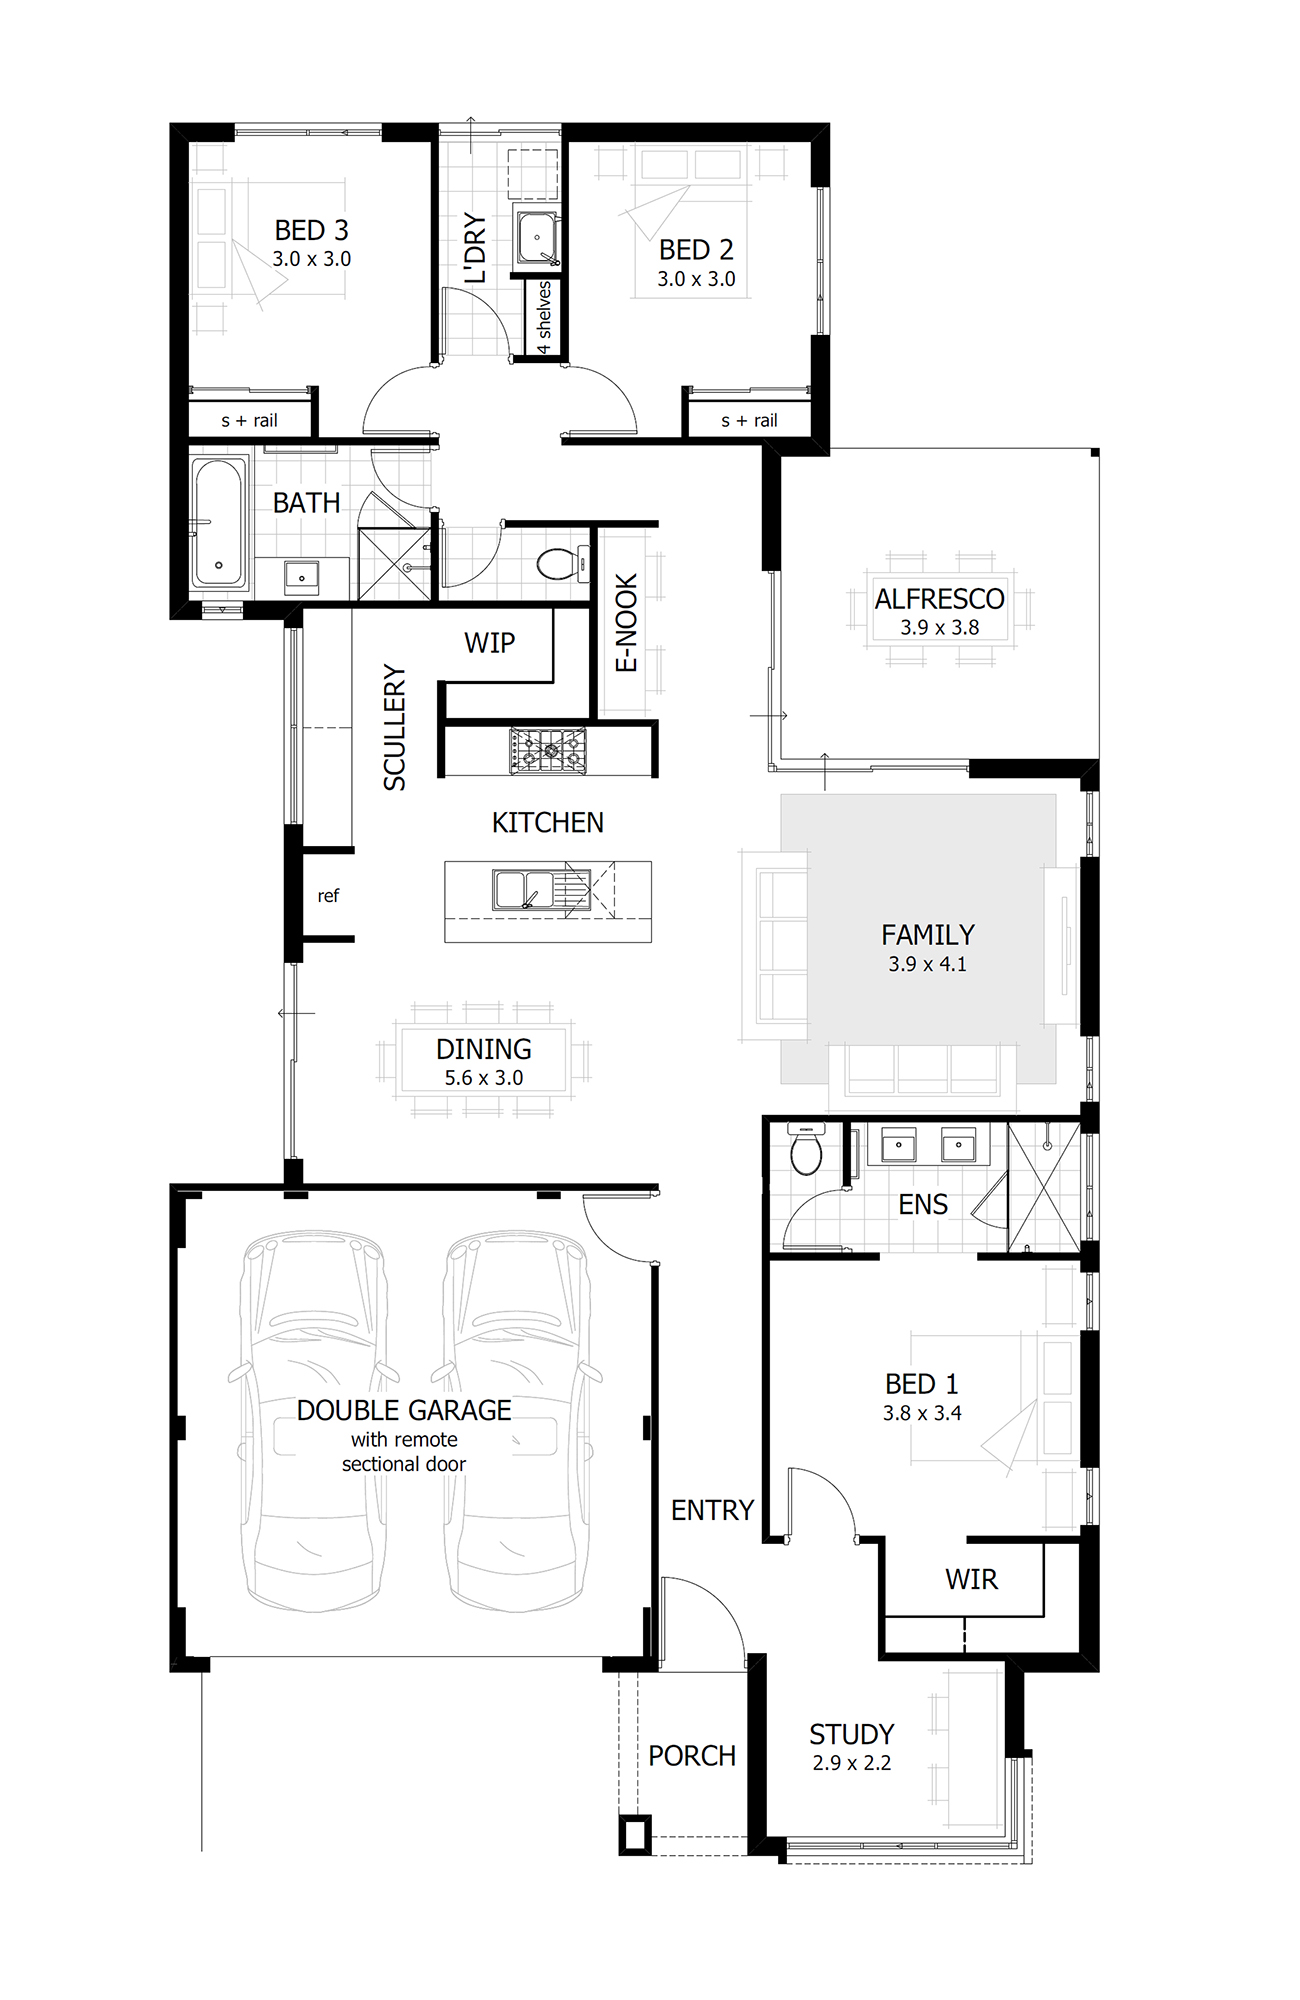 BED 3
3.0 x 3.0
L'DRY
4 shelves
BED 2
3.0 x 3.0
s + rail
s + rail
BATH
E-NOOK
ALFRESCO
3.9 x 3.8
WIP
SCULLERY
KITCHEN
ref
FAMILY
3.9 x 4.1
DINING
5.6 x 3.0
ENS
BED 1
3.8 x 3.4
DOUBLE GARAGE
with remote
sectional door
ENTRY
WIR
STUDY
2.9 x 2.2
PORCH